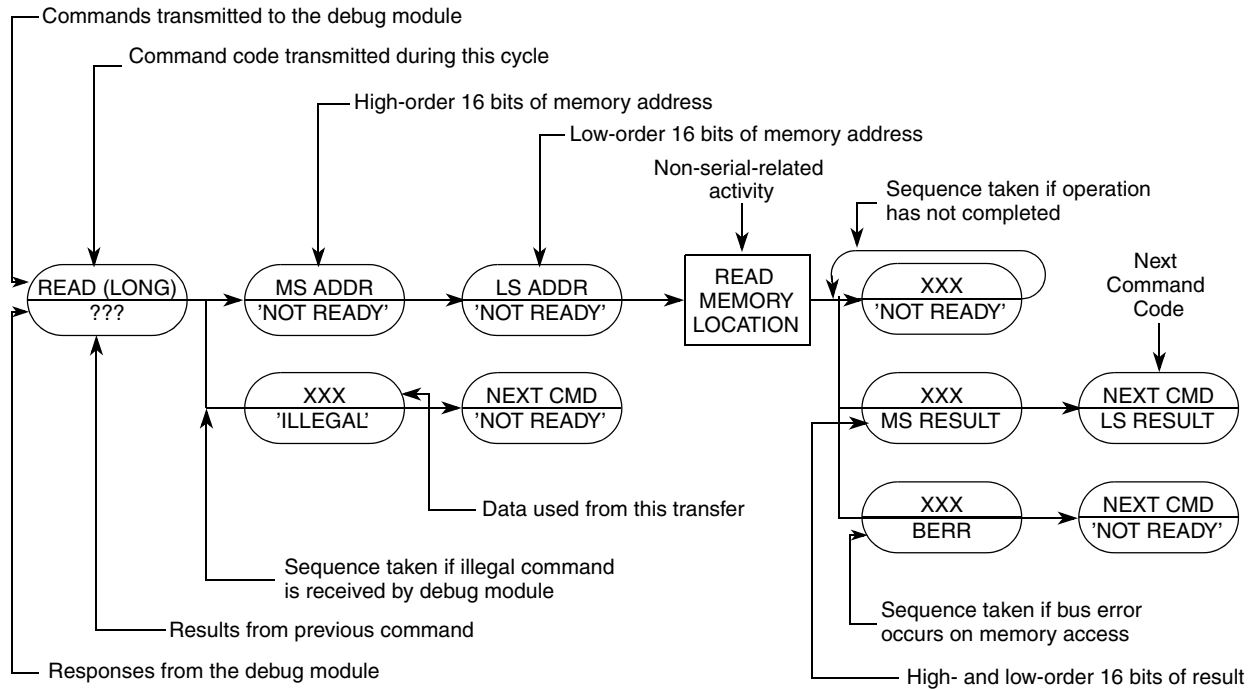 Commands transmitted to the debug module
Command code transmitted during this cycle
High-order 16 bits of memory address
Low-order 16 bits of memory address
Non-serial-related
activity
Sequence taken if operation
has not completed
READ (LONG)
???
MS ADDR
'NOT READY'
LS ADDR
'NOT READY'
READ
MEMORY
LOCATION
XXX
'NOT READY'
Next
Command
Code
XXX
'ILLEGAL'
NEXT CMD
'NOT READY'
XXX
MS RESULT
NEXT CMD
LS RESULT
XXX
BERR
NEXT CMD
'NOT READY'
Data used from this transfer
Sequence taken if illegal command
is received by debug module
Sequence taken if bus error
occurs on memory access
Results from previous command
Responses from the debug module
High- and low-order 16 bits of result